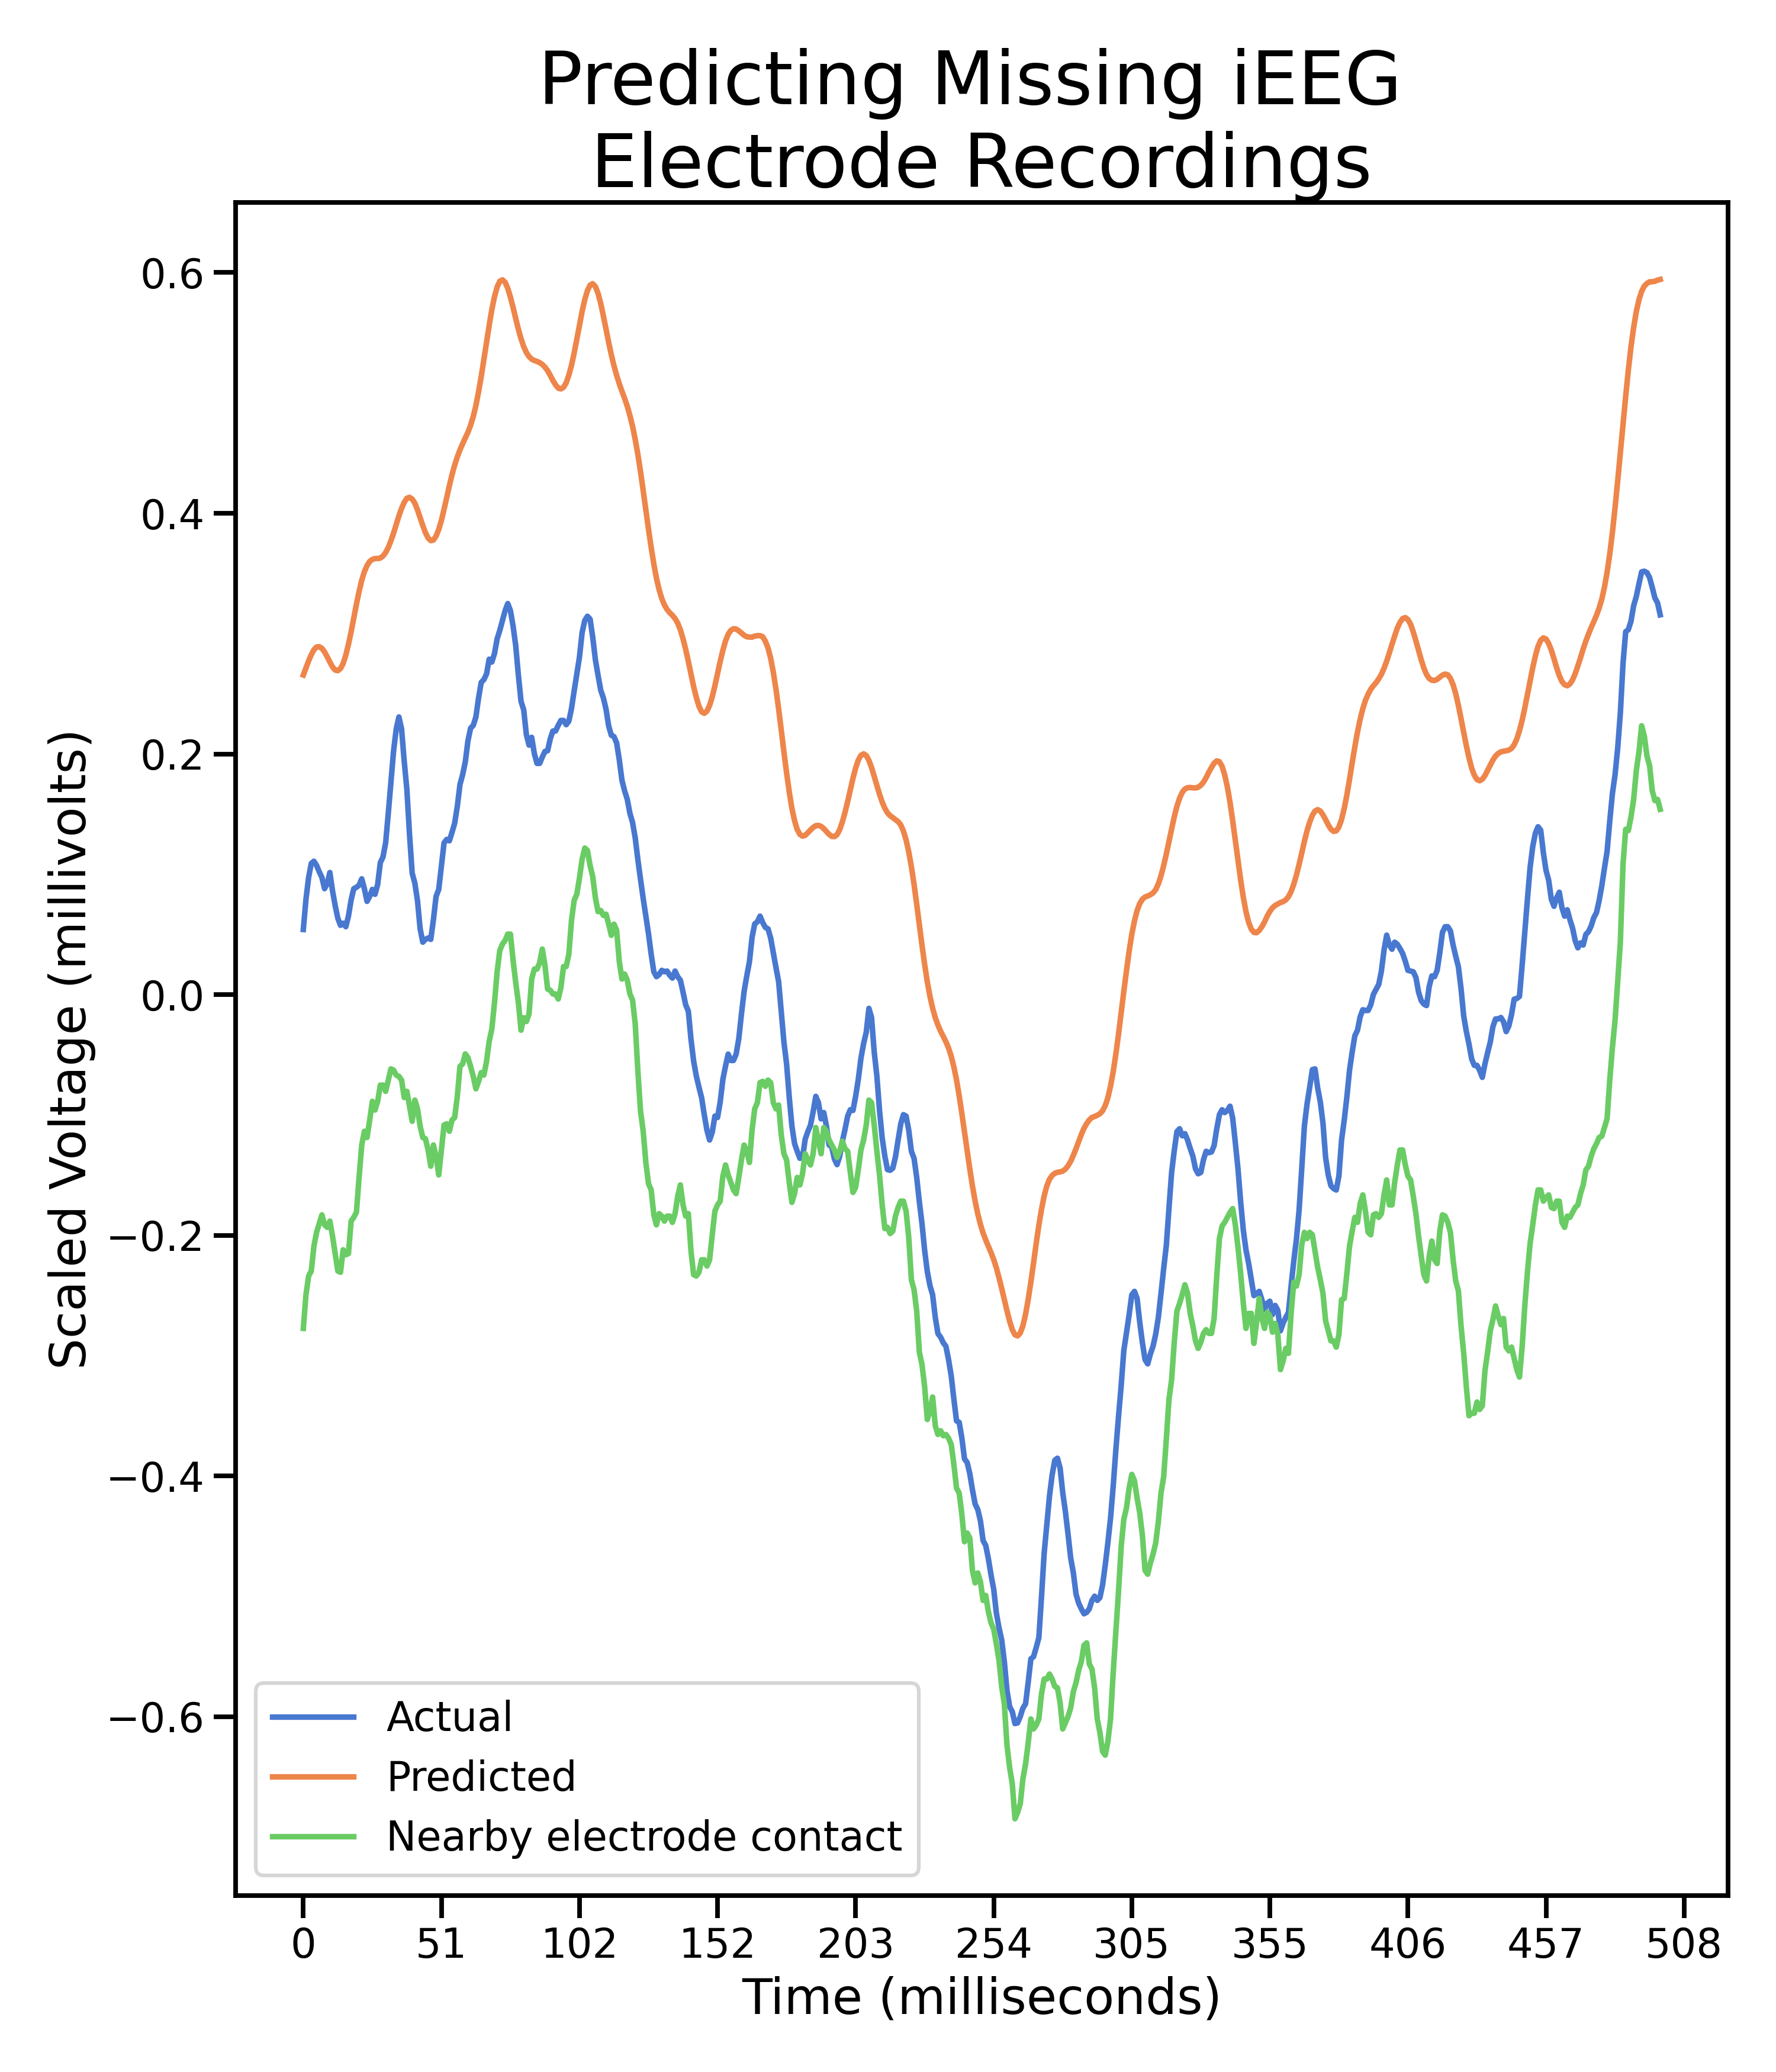 Predicting Missing iEEG
Electrode Recordings
Scaled Voltage (millivolts)
0.6
0.4
0.2
0.0
−0.2
−0.4
−0.6
Actual
Predicted
Nearby electrode contact
0 51 102 152 203 254 305 355 406 457 508
Time (milliseconds)